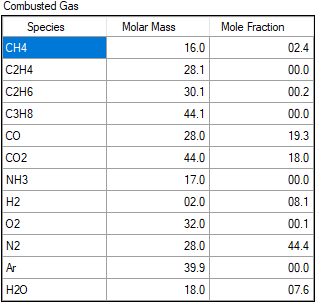 Combusted Gas
Species Molar Mass Mole Fraction
CH4 16.0 02.4
C2H4 28.1 00.0
C2H6 30.1 00.2
C3H8 44.1 00.0
CO 28.0 19.3
CO2 44.0 18.0
NH3 17.0 00.0
H2 02.0 08.1
O2 32.0 00.1
N2 28.0 44.4
Ar 39.9 00.0
H2O 18.0 07.6